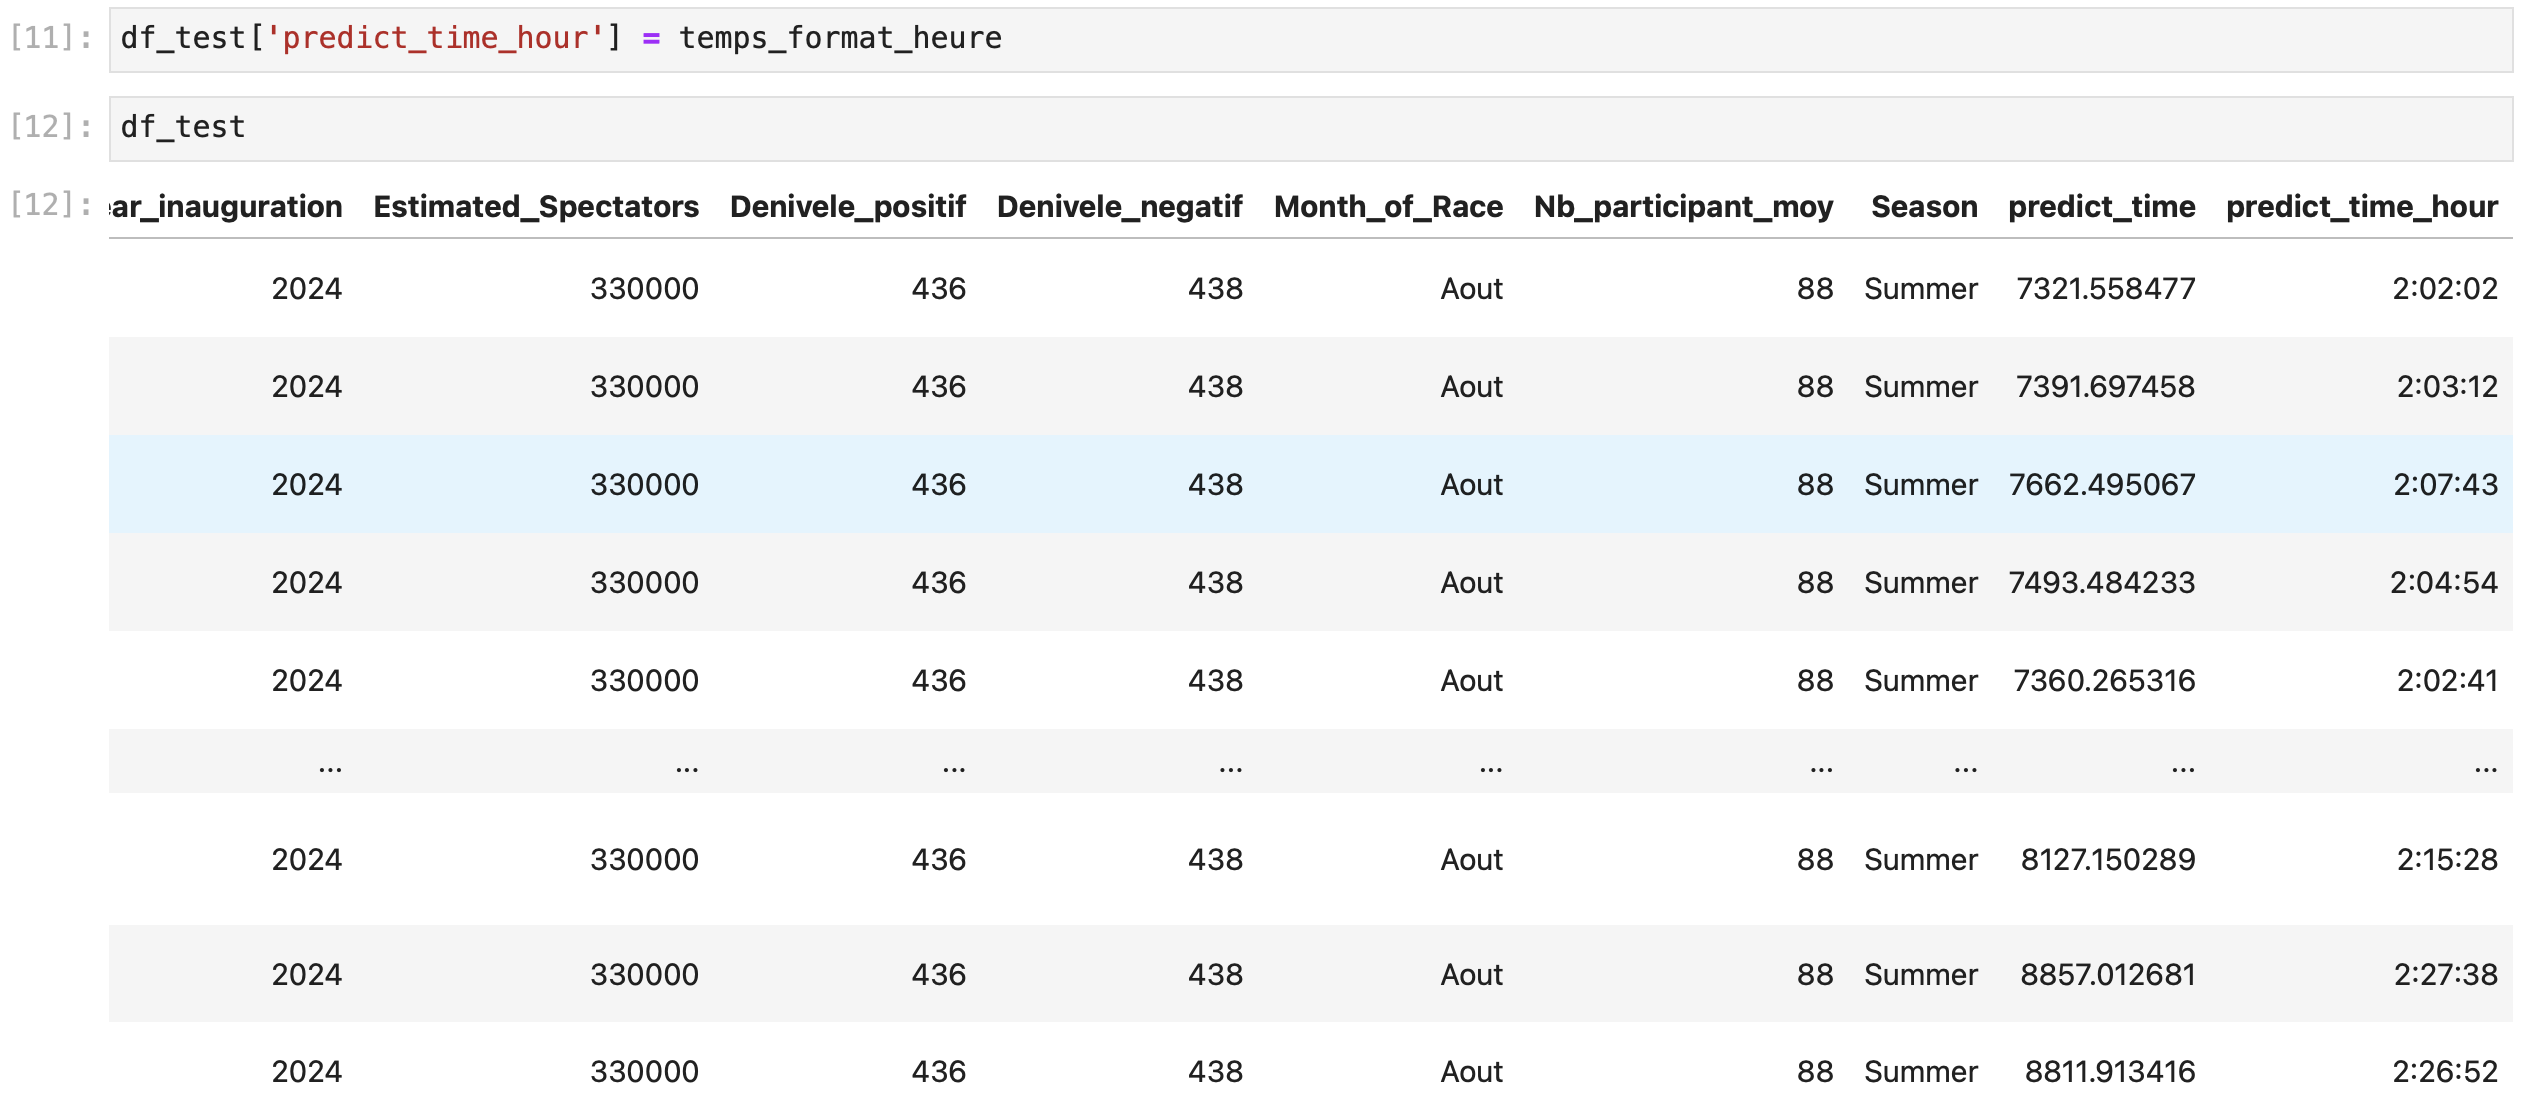 [11]: df_test['predict_time_hour'] = temps_format_heure
[12]: df_test
[12]: ar_inauguration Estimated_Spectators Denivele_positif Denivele_negatif Month_of_Race Nb_participant_moy Season predict_time predict_time_hour
2024 330000 436 438 Aout 88 Summer 7321.558477 2:02:02
2024 330000 436 438 Aout 88 Summer 7391.697458 2:03:12
2024 330000 436 438 Aout 88 Summer 7662.495067 2:07:43
2024 330000 436 438 Aout 88 Summer 7493.484233 2:04:54
2024 330000 436 438 Aout 88 Summer 7360.265316 2:02:41
... ... ... ... ... ... ... ... ...
2024 330000 436 438 Aout 88 Summer 8127.150289 2:15:28
2024 330000 436 438 Aout 88 Summer 8857.012681 2:27:38
2024 330000 436 438 Aout 88 Summer 8811.913416 2:26:52